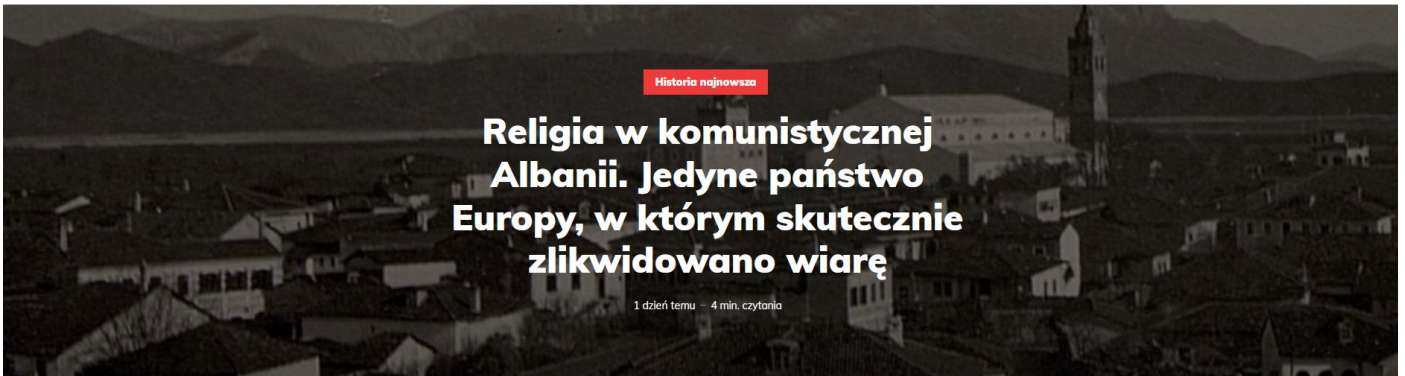 Historia najnowsza
Religia w komunistycznej
Albanii. Jedyne państwo
Europy, w którym skutecznie
zlikwidowano wiarę
1 dzień temu – 4 min. czytania